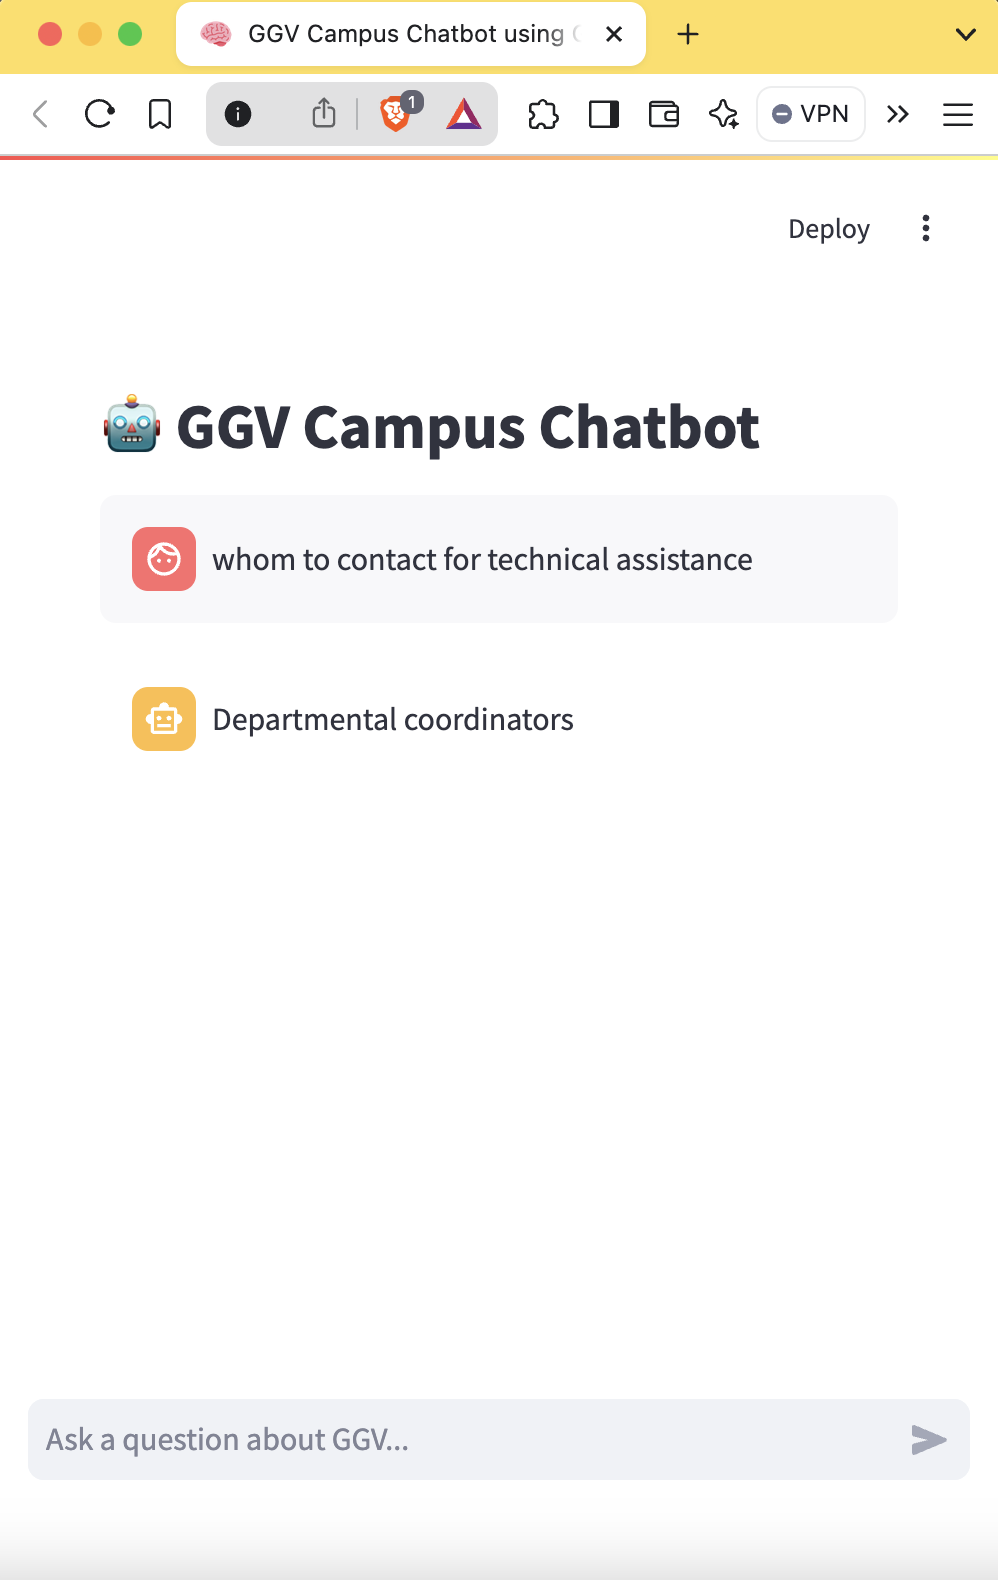 GGV Campus Chatbot using
1
VPN
Deploy
GGV Campus Chatbot
whom to contact for technical assistance
Departmental coordinators
Ask a question about GGV...